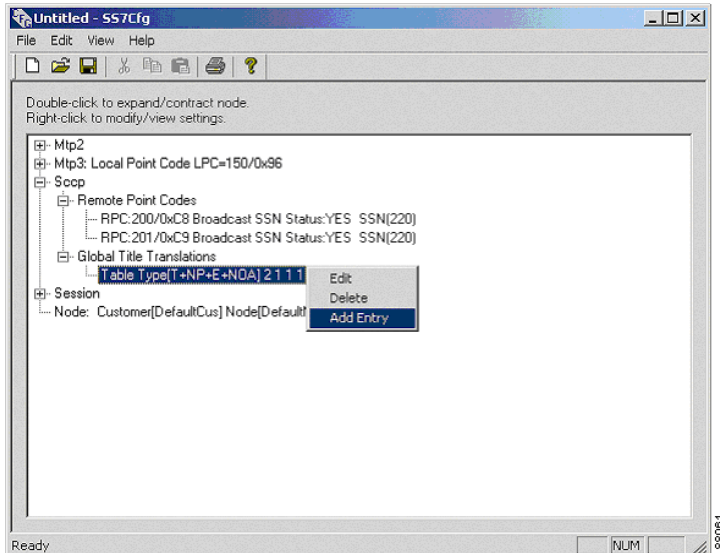 Untitled - SS7Cfg
File Edit View Help
Double-click to expand/contract node.
Right-click to modify/view settings.
Mtp2
Mtp3: Local Point Code LPC=150/0x96
Sccp
Remote Point Codes
RPC:200/0xC8 Broadcast SSN Status:YES SSN(220)
RPC:201/0xC9 Broadcast SSN Status:YES SSN(220)
Global Title Translations
Table Type[T+NP+E+NOA] 2 1 1 1
Edit
Session
Delete
Node: Customer[DefaultCus] Node[Default
Add Entry
Ready
NUM
88061